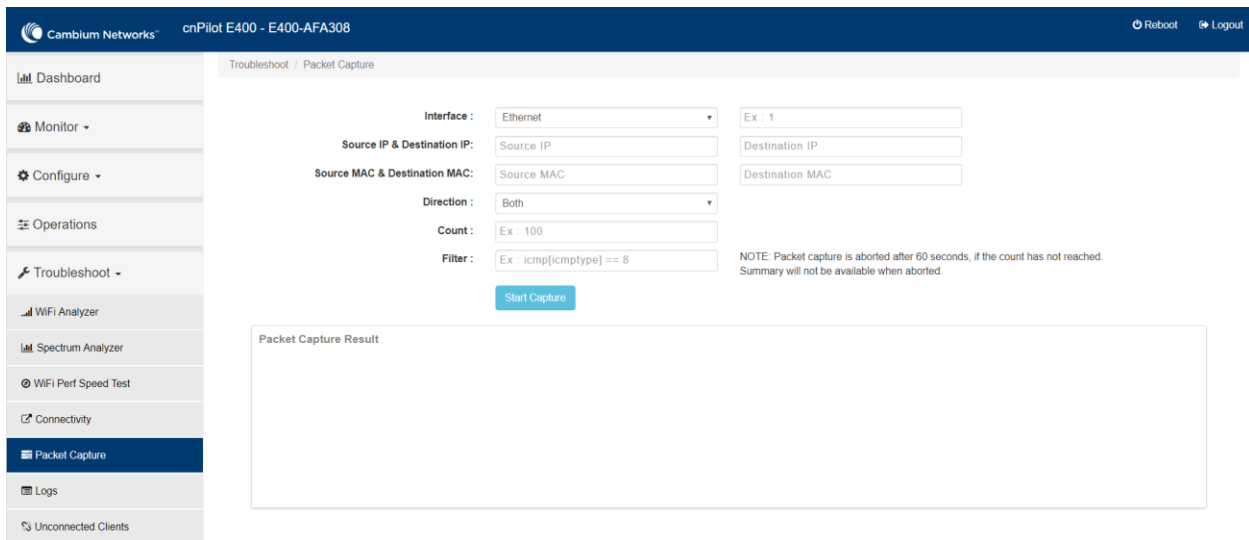 Cambium Networks™ cnPilot E400 - E400-AFA308 Reboot Logout
Dashboard
Monitor
Configure
Operations
Troubleshoot
WiFi Analyzer
Spectrum Analyzer
WiFi Perf Speed Test
Connectivity
Packet Capture
Logs
Unconnected Clients
Troubleshoot / Packet Capture
Interface : Ethernet Ex : 1
Source IP & Destination IP: Source IP Destination IP
Source MAC & Destination MAC: Source MAC Destination MAC
Direction : Both
Count : Ex : 100
Filter : Ex : icmp[icmptype] == 8
NOTE: Packet capture is aborted after 60 seconds, if the count has not reached.
Summary will not be available when aborted.
Start Capture
Packet Capture Result